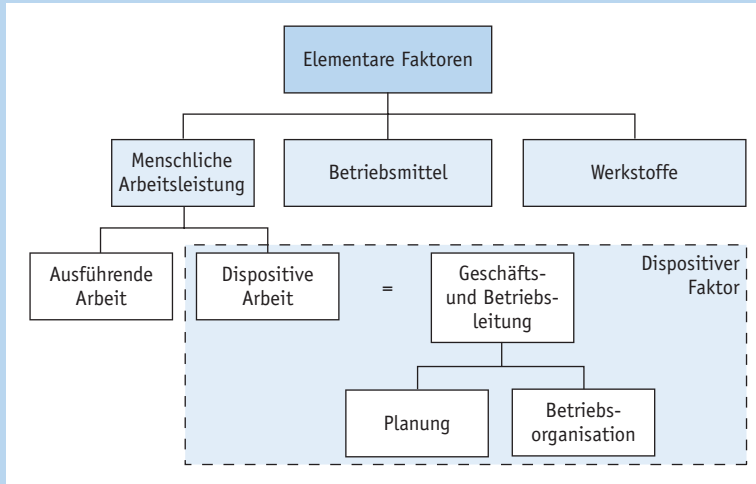 Elementare Faktoren
Menschliche
Arbeitsleistung
Betriebsmittel
Werkstoffe
Ausführende
Arbeit
Dispositive
Arbeit
=
Geschäfts-
und Betriebs-
leitung
Dispositiver
Faktor
Planung
Betriebs-
organisation